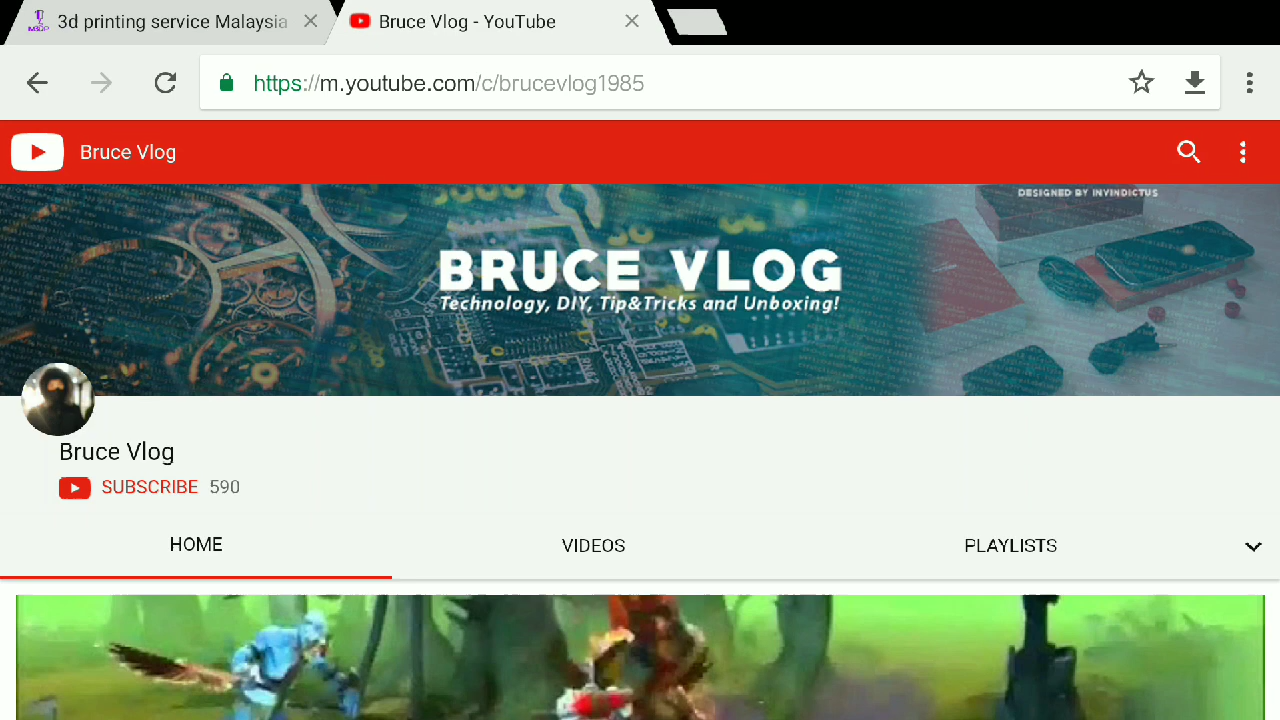 3d printing service Malaysia
Bruce Vlog - YouTube
https://m.youtube.com/c/brucevlog1985
Bruce Vlog
DESIGNED BY INVINDICTUS
BRUCE VLOG
Technology, DIY, Tip&Tricks and Unboxing!
Bruce Vlog
SUBSCRIBE 590
HOME
VIDEOS
PLAYLISTS